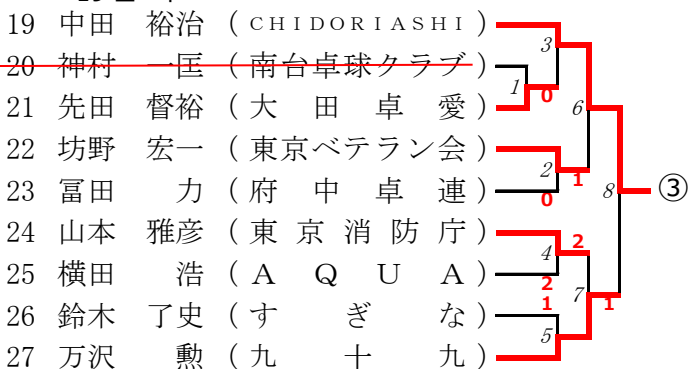 19 中田 裕治 (CHIDORIASHI)
20 神村 一匡 (南台卓球クラブ)
21 先田 督裕 (大田卓愛)
22 坊野 宏一 (東京ベテラン会)
23 冨田 力 (府中卓連)
24 山本 雅彦 (東京消防庁)
25 横田 浩 (AQUA)
26 鈴木 了史 (すぎな)
27 万沢 勲 (九十九)
3
1
0
6
2
1
0
8
③
4
2
2
7
1
1
5